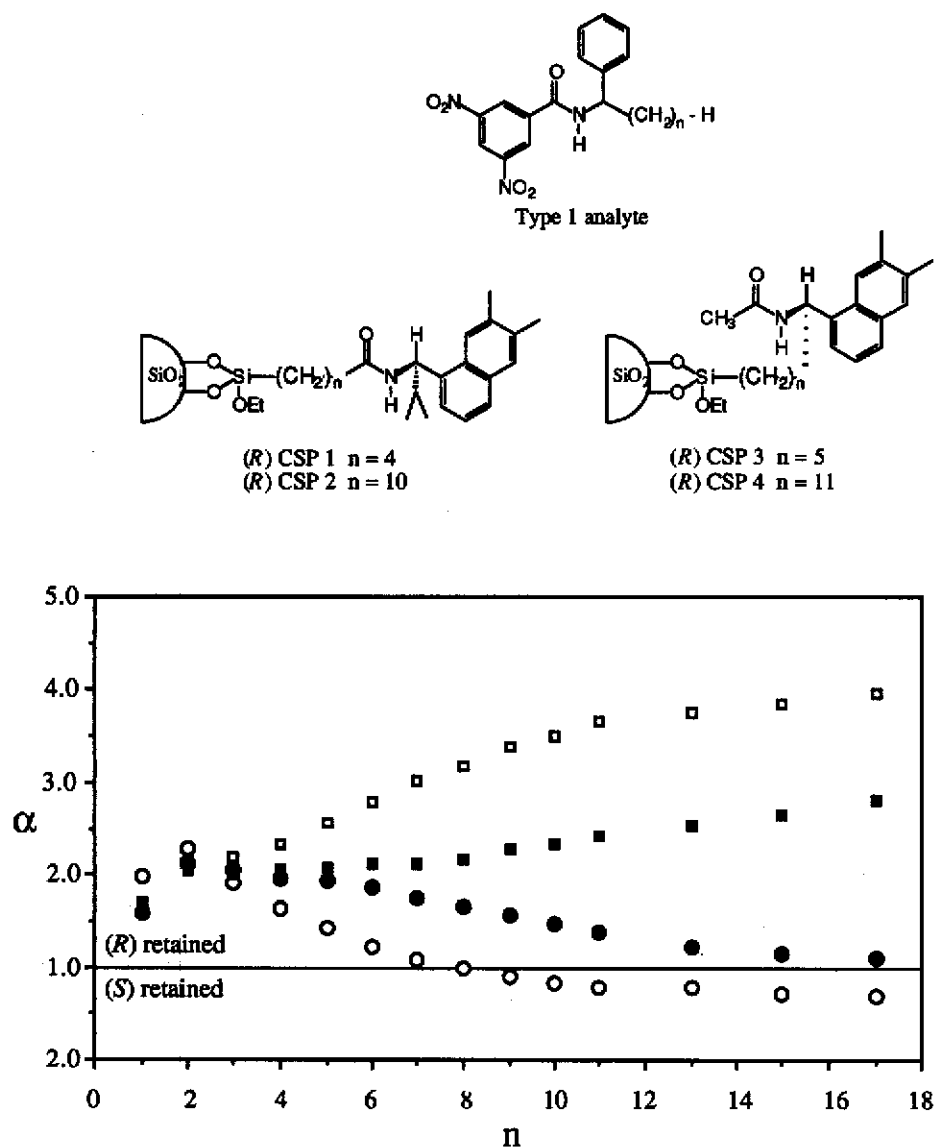 O
O₂N
N
H
(CH₂)ₙ - H
NO₂
Type 1 analyte
O
H
SiO₂
O
O
Si
(CH₂)ₙ
N
H
OEt
(R) CSP 1 n = 4
(R) CSP 2 n = 10
O
H
CH₃
N
H
SiO₂
O
O
Si
(CH₂)ₙ
OEt
(R) CSP 3 n = 5
(R) CSP 4 n = 11
5.0
4.0
3.0
α
2.0
(R) retained
1.0
(S) retained
2.0
0 2 4 6 8 10 12 14 16 18
n